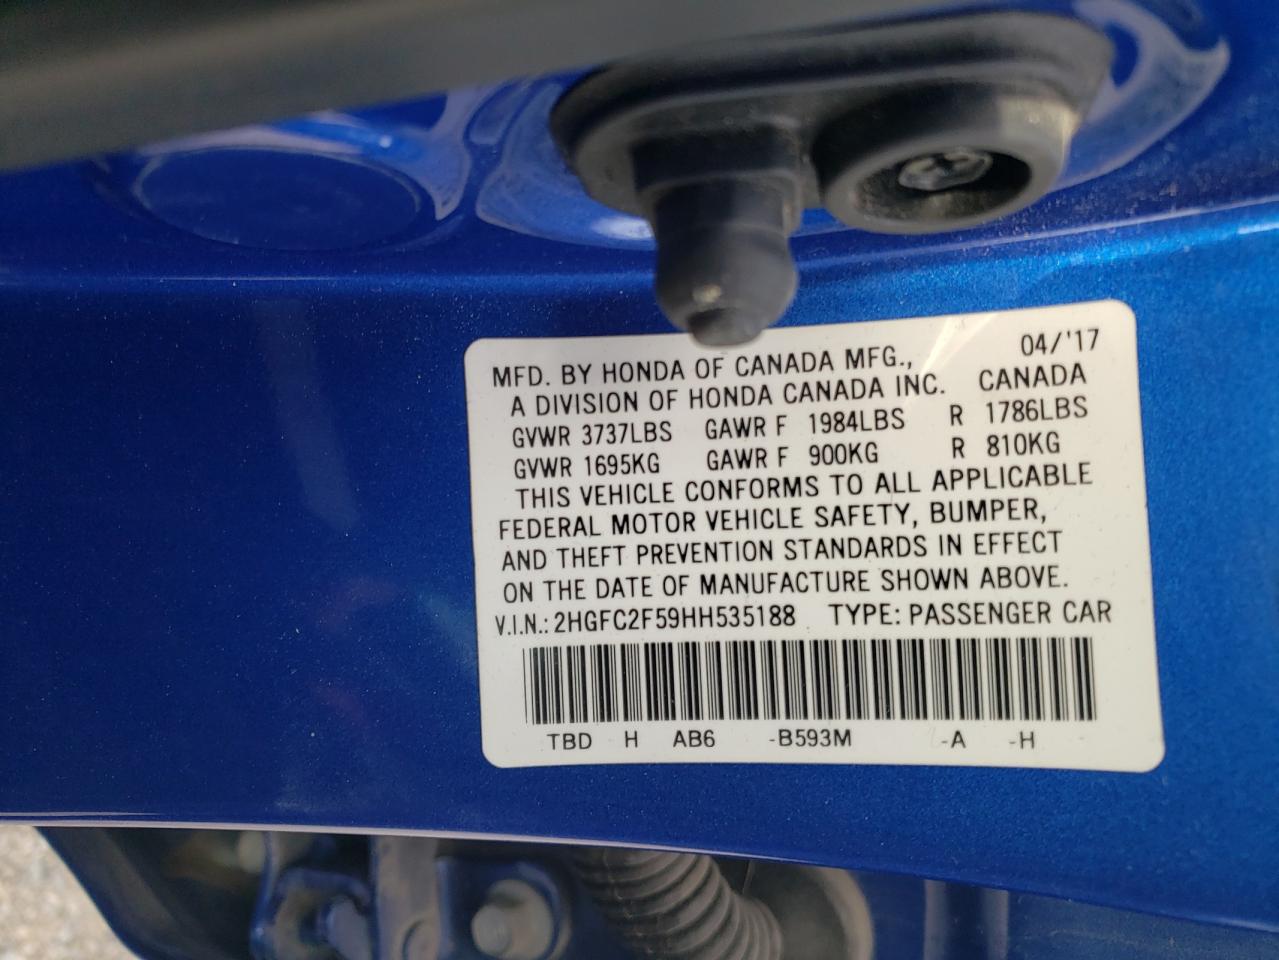 04/'17
MFD. BY HONDA OF CANADA MFG.,
A DIVISION OF HONDA CANADA INC. CANADA
GVWR 3737LBS GAWR F 1984LBS R 1786LBS
GVWR 1695KG GAWR F 900KG R 810KG
THIS VEHICLE CONFORMS TO ALL APPLICABLE
FEDERAL MOTOR VEHICLE SAFETY, BUMPER,
AND THEFT PREVENTION STANDARDS IN EFFECT
ON THE DATE OF MANUFACTURE SHOWN ABOVE.
V.I.N.: 2HGFC2F59HH535188 TYPE: PASSENGER CAR
TBD H AB6 -B593M -A -H